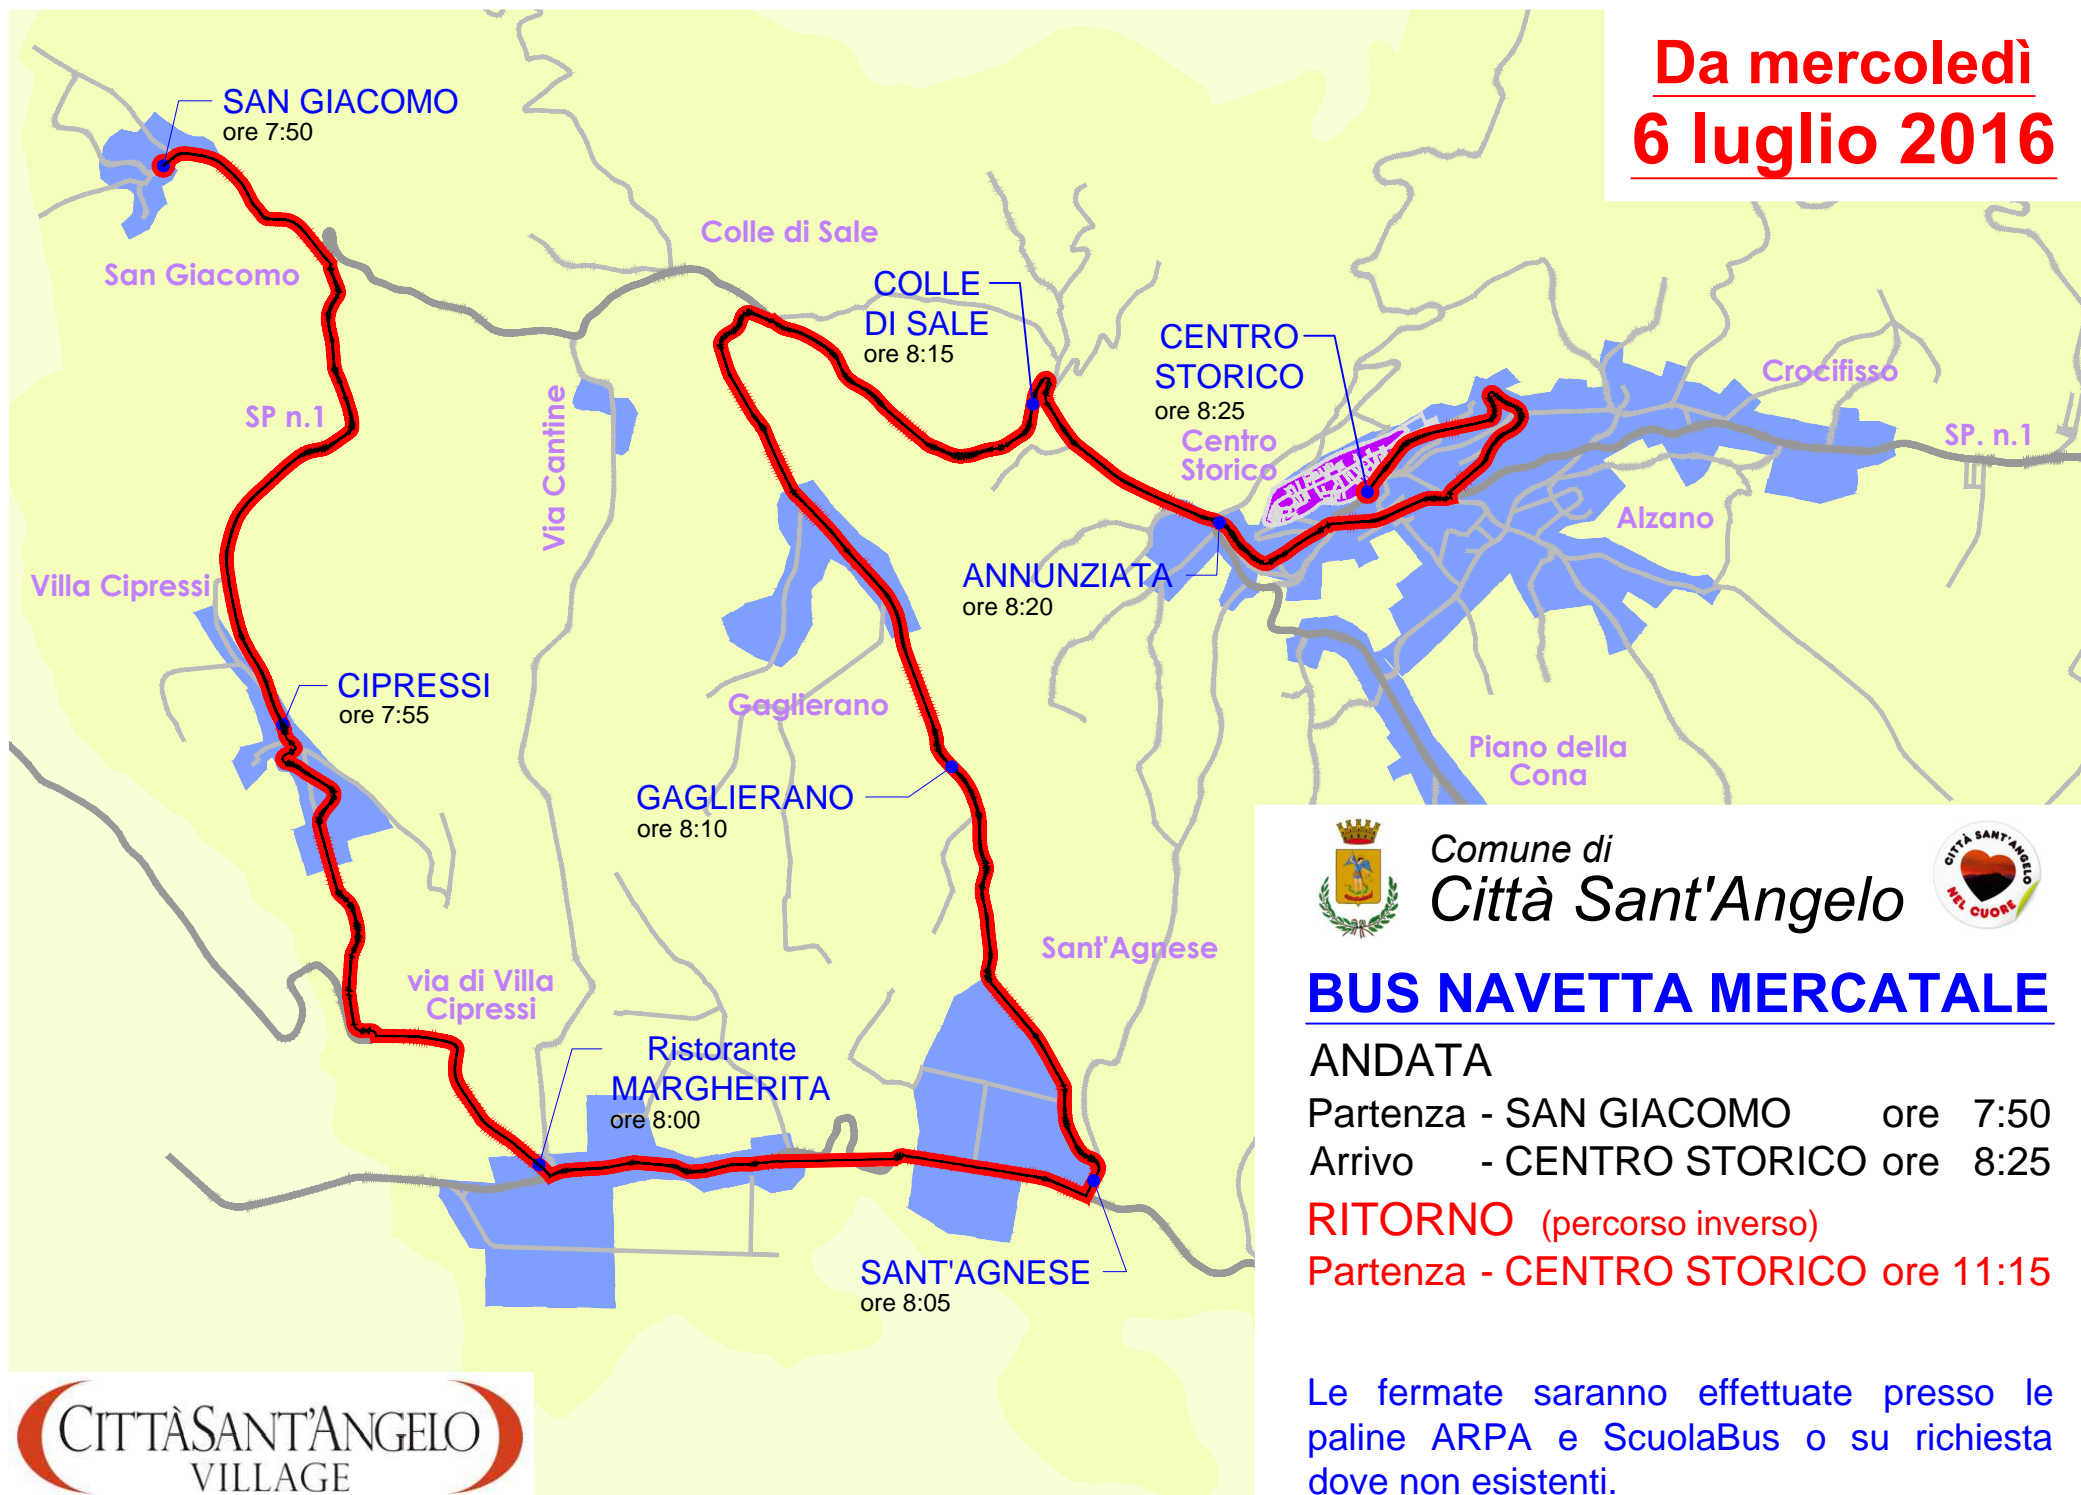 Da mercoledì
6 luglio 2016
SAN GIACOMO
ore 7:50
San Giacomo
Colle di Sale
COLLE
DI SALE
ore 8:15
CENTRO
STORICO
ore 8:25
Centro
Storico
Crocifisso
SP. n.1
SP n.1
Via Cantine
Alzano
Villa Cipressi
ANNUNZIATA
ore 8:20
CIPRESSI
ore 7:55
Gaglierano
GAGLIERANO
ore 8:10
Piano della
Cona
Sant'Agnese
via di Villa
Cipressi
Ristorante
MARGHERITA
ore 8:00
SANT'AGNESE
ore 8:05
Comune di
Città Sant'Angelo
CITTÀ SANT'ANGELO
NEL CUORE
BUS NAVETTA MERCATALE
ANDATA
Partenza - SAN GIACOMO ore 7:50
Arrivo - CENTRO STORICO ore 8:25
RITORNO (percorso inverso)
Partenza - CENTRO STORICO ore 11:15
Le fermate saranno effettuate presso le
paline ARPA e ScuolaBus o su richiesta
dove non esistenti.
CITTÀSANT'ANGELO
VILLAGE